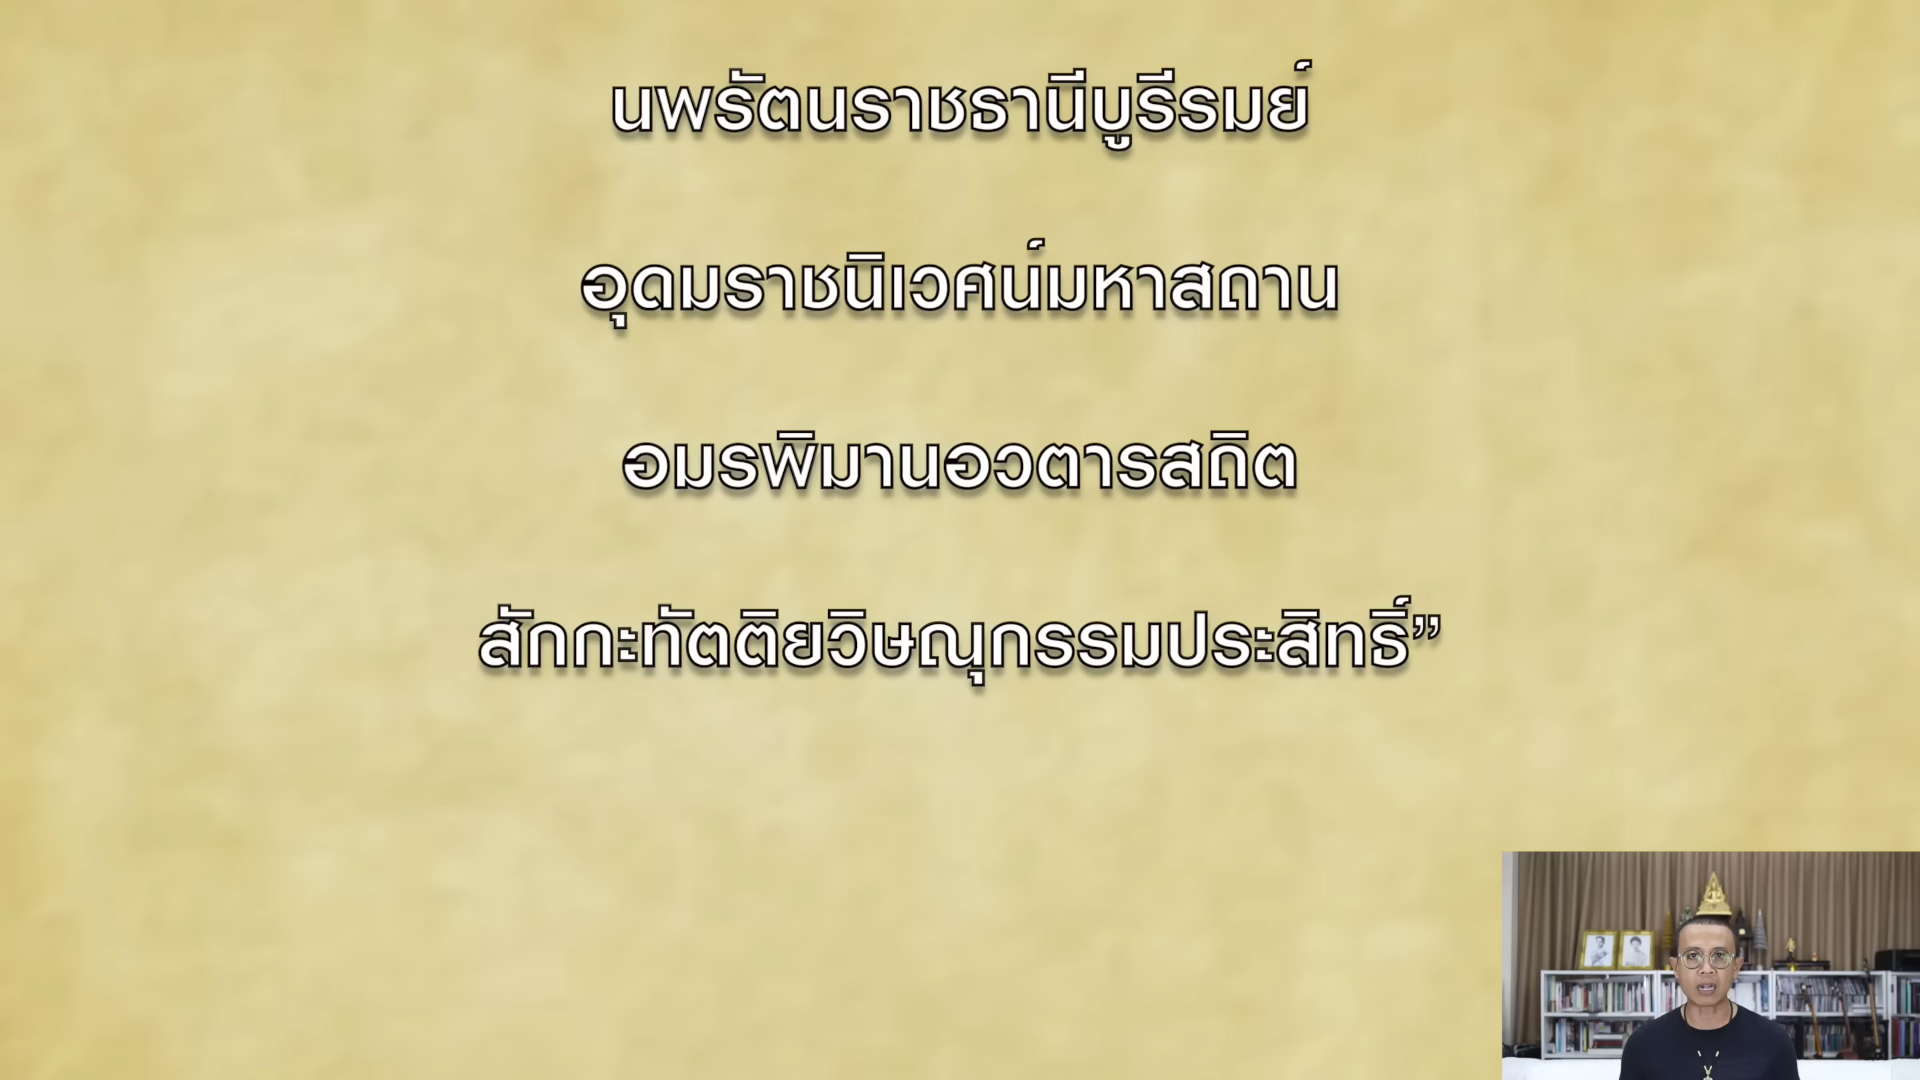 นพรัตนราชธานีบูรีรมย์
อุดมราชนิเวศน์มหาสถาน
อมรพิมานอวตารสถิต
สักกะทัตติยวิษณุกรรมประสิทธิ์”